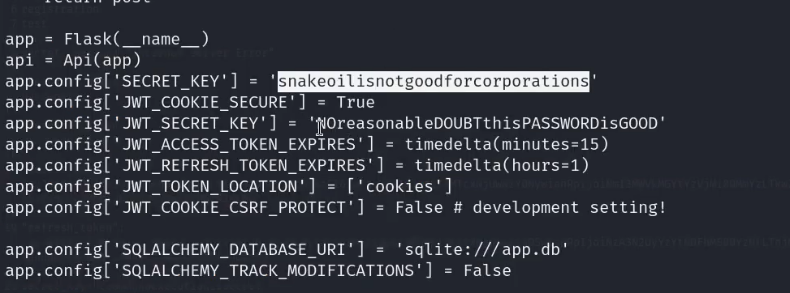 return post
app = Flask(__name__)
api = Api(app)
app.config['SECRET_KEY'] = 'snakeoilisnotgoodforcorporations'
app.config['JWT_COOKIE_SECURE'] = True
app.config['JWT_SECRET_KEY'] = 'NOreasonableDOUBTthisPASSWORDisGOOD'
app.config['JWT_ACCESS_TOKEN_EXPIRES'] = timedelta(minutes=15)
app.config['JWT_REFRESH_TOKEN_EXPIRES'] = timedelta(hours=1)
app.config['JWT_TOKEN_LOCATION'] = ['cookies']
app.config['JWT_COOKIE_CSRF_PROTECT'] = False # development setting!
app.config['SQLALCHEMY_DATABASE_URI'] = 'sqlite:///app.db'
app.config['SQLALCHEMY_TRACK_MODIFICATIONS'] = False